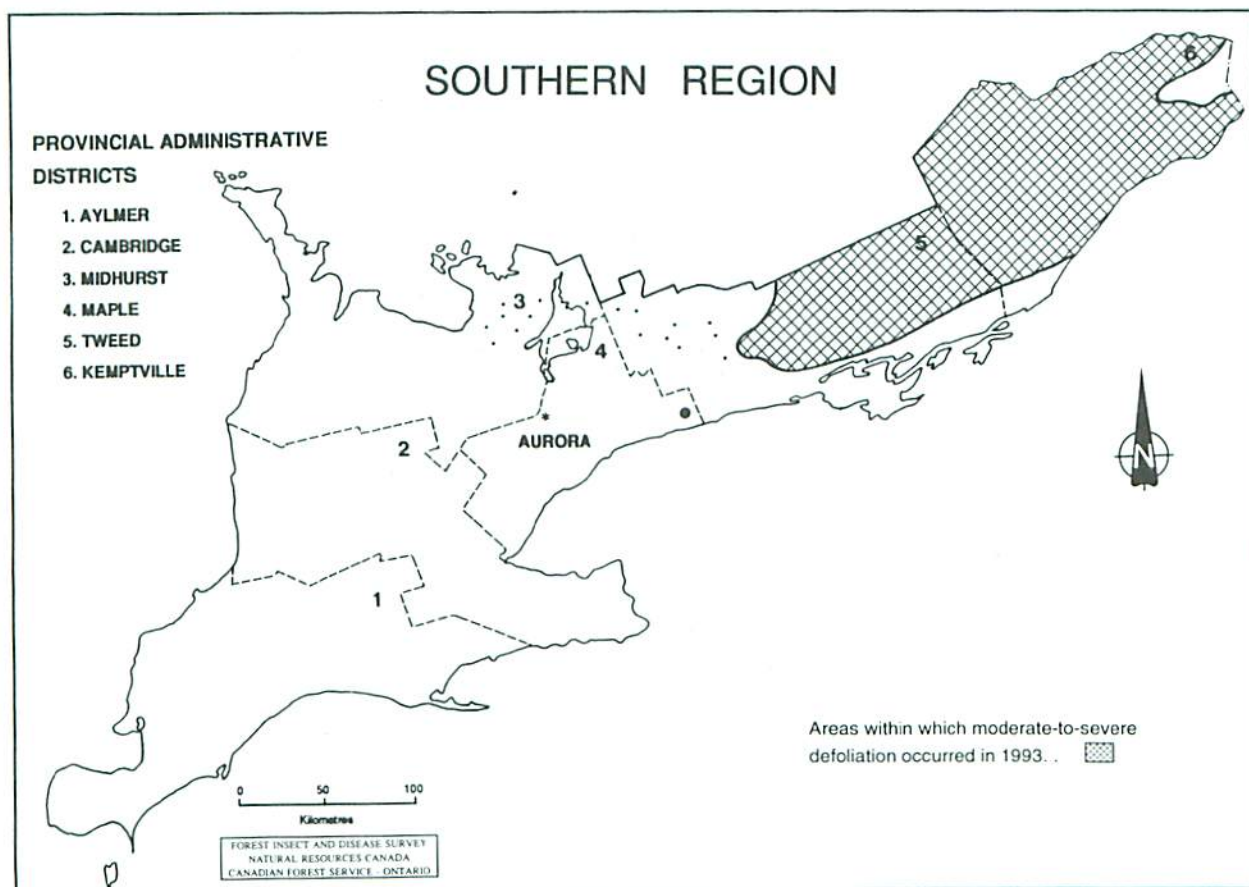 SOUTHERN REGION
PROVINCIAL ADMINISTRATIVE
DISTRICTS
1. AYLMER
2. CAMBRIDGE
3. MIDHURST
4. MAPLE
5. TWEED
6. KEMPTVILLE
6
5
3
4
AURORA
2
N
1
Areas within which moderate-to-severe
defoliation occurred in 1993. .
0 50 100
Kilometres
FOREST INSECT AND DISEASE SURVEY
NATURAL RESOURCES CANADA
CANADIAN FOREST SERVICE - ONTARIO